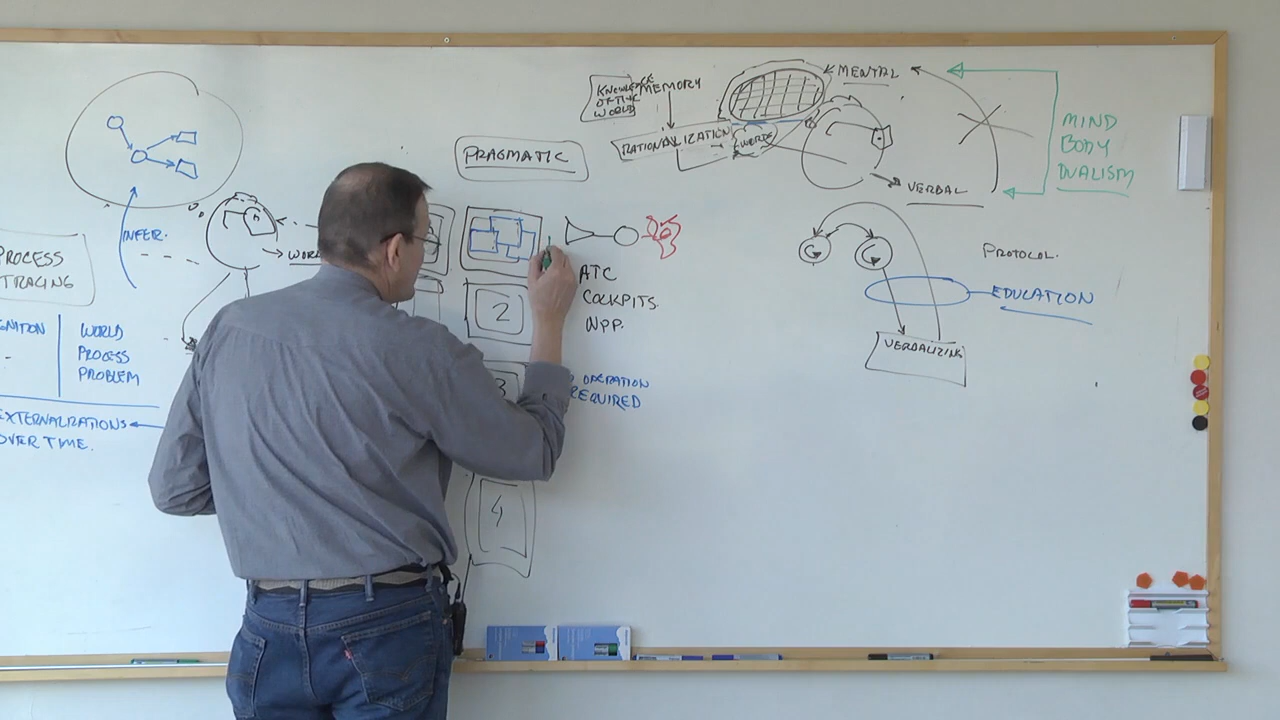 INFER.
PROCESS
TRACING
WORLD
PROCESS
PROBLEM
EXTERNALIZATIONS
OVER TIME.
PRAGMATIC
ATC
COCKPITS
NPP.
2
3
OPERATION
REQUIRED
4
MEMORY
OF THE
WORLD
RATIONALIZATION
WORDS
MENTAL
VERBAL
MIND
BODY
DUALISM
PROTOCOL.
EDUCATION
VERBALIZING